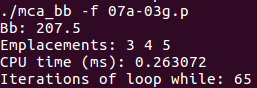 ./mca_bb -f 07a-03g.p
Bb: 207.5
Emplacements: 3 4 5
CPU time (ms): 0.263072
Iterations of loop while: 65